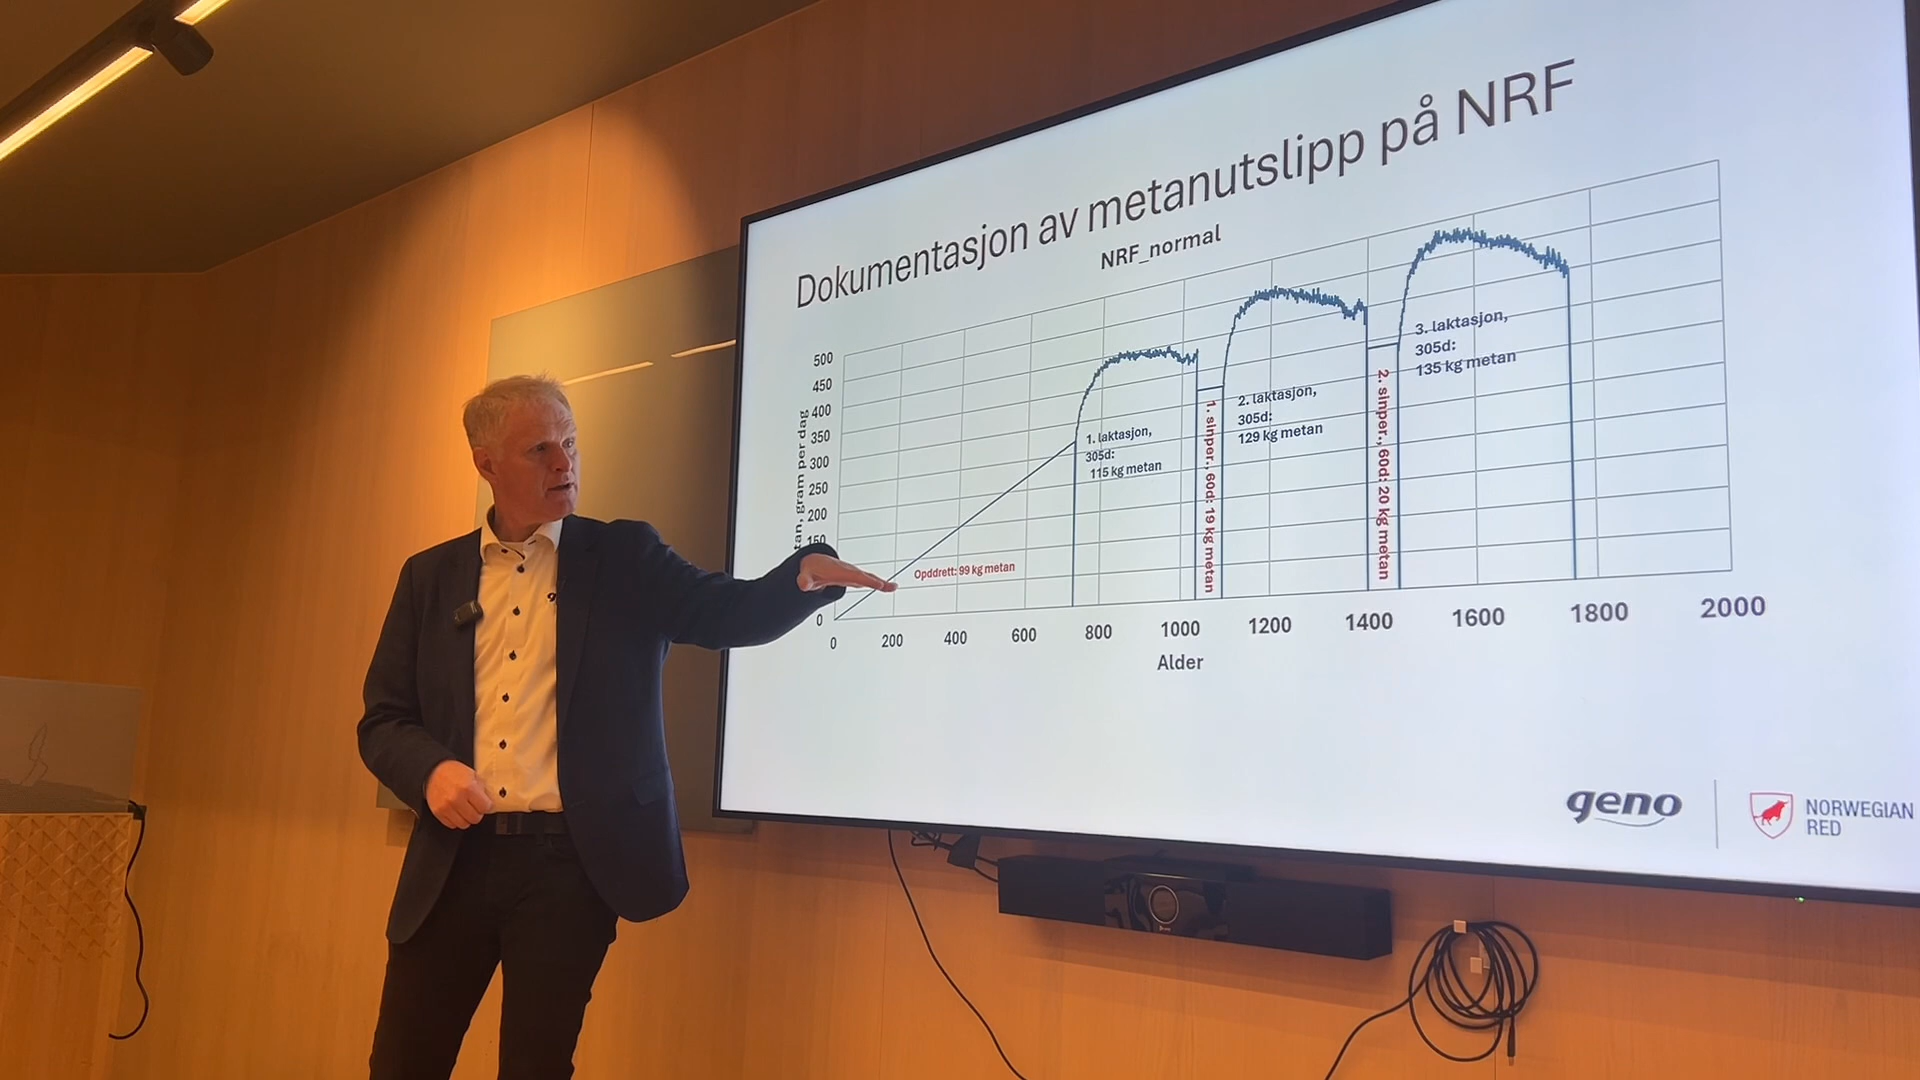 Dokumentasjon av metanutslipp på NRF
NRF_normal
500
450
400
350
300
250
200
150
0
tan, gram per dag
Opddrett: 99 kg metan
1. laktasjon,
305d:
115 kg metan
1. sinper., 60d: 19 kg metan
2. laktasjon,
305d:
129 kg metan
2. sinper., 60d: 20 kg metan
3. laktasjon,
305d:
135 kg metan
0 200 400 600 800 1000 1200 1400 1600 1800 2000
Alder
geno
NORWEGIAN
RED